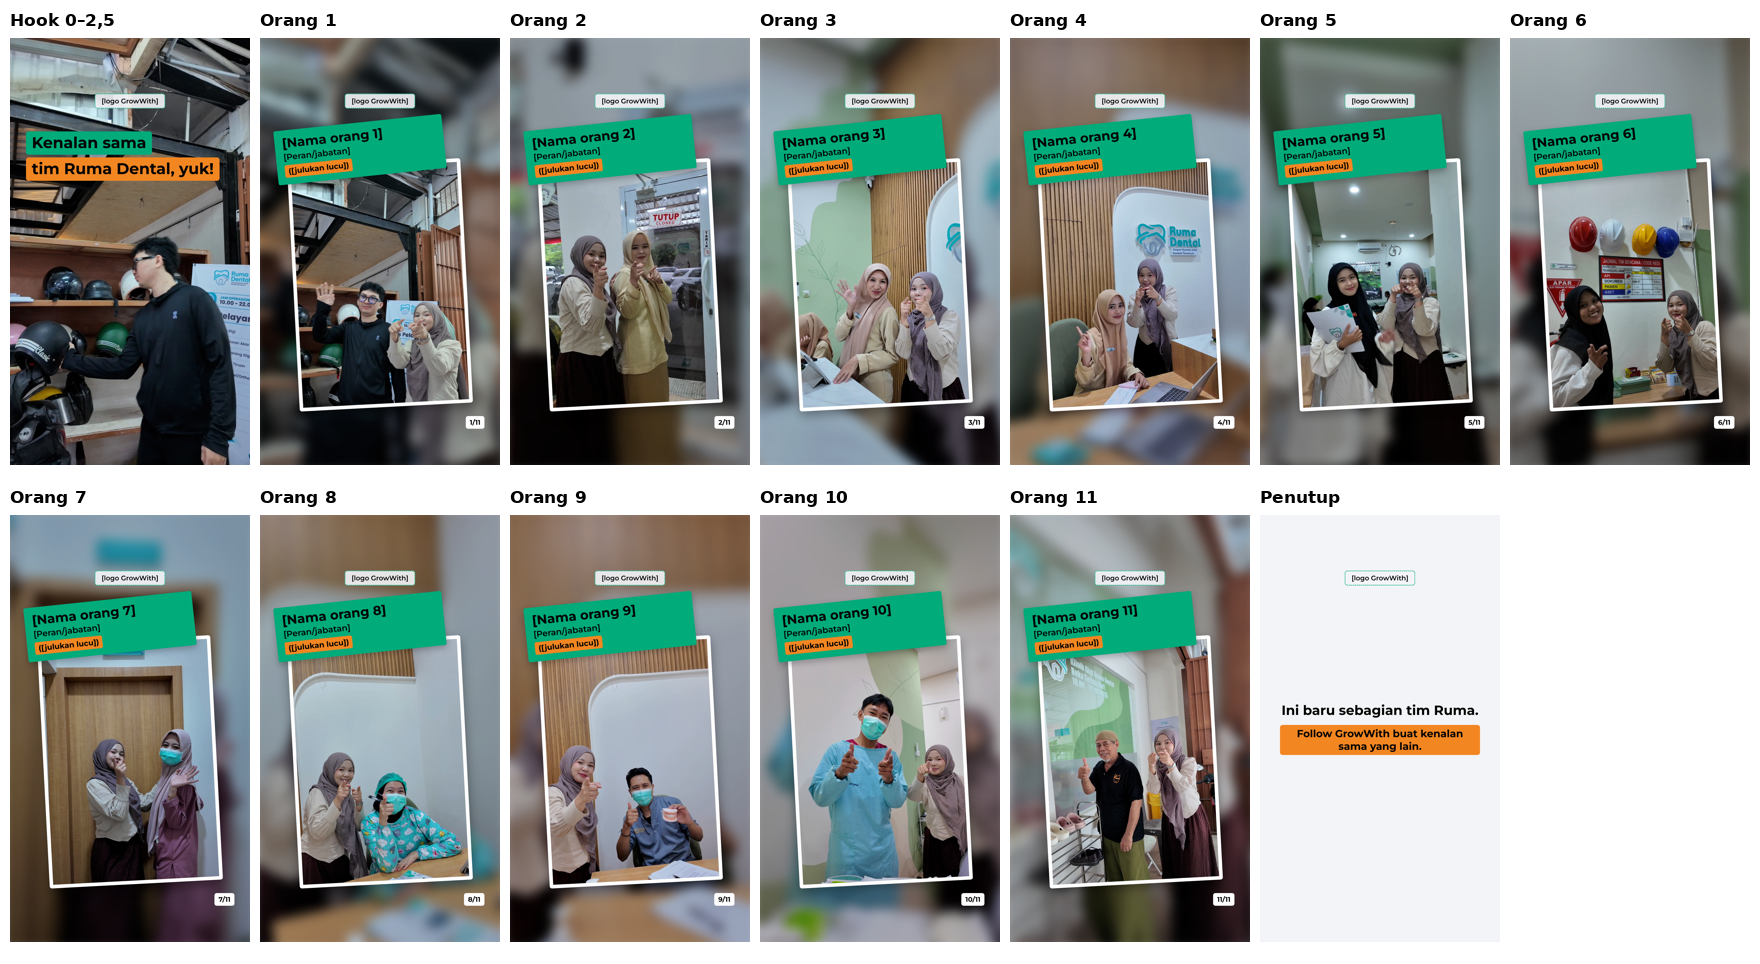 Hook 0–2,5
[logo GrowWith]
Kenalan sama
tim Ruma Dental, yuk!
Ruma
Dental
10.00 - 22.0
Orang 1
[logo GrowWith]
[Nama orang 1]
[Peran/jabatan]
([julukan lucu])
1/11
Orang 2
[logo GrowWith]
[Nama orang 2]
[Peran/jabatan]
([julukan lucu])
TUTUP
CLOSED
2/11
Orang 3
[logo GrowWith]
[Nama orang 3]
[Peran/jabatan]
([julukan lucu])
3/11
Orang 4
[logo GrowWith]
[Nama orang 4]
[Peran/jabatan]
([julukan lucu])
Ruma
Dental
4/11
Orang 5
[logo GrowWith]
[Nama orang 5]
[Peran/jabatan]
([julukan lucu])
5/11
Orang 6
[logo GrowWith]
[Nama orang 6]
[Peran/jabatan]
([julukan lucu])
APAR
6/11
Orang 7
[logo GrowWith]
[Nama orang 7]
[Peran/jabatan]
([julukan lucu])
7/11
Orang 8
[logo GrowWith]
[Nama orang 8]
[Peran/jabatan]
([julukan lucu])
8/11
Orang 9
[logo GrowWith]
[Nama orang 9]
[Peran/jabatan]
([julukan lucu])
9/11
Orang 10
[logo GrowWith]
[Nama orang 10]
[Peran/jabatan]
([julukan lucu])
10/11
Orang 11
[logo GrowWith]
[Nama orang 11]
[Peran/jabatan]
([julukan lucu])
11/11
Penutup
[logo GrowWith]
Ini baru sebagian tim Ruma.
Follow GrowWith buat kenalan
sama yang lain.